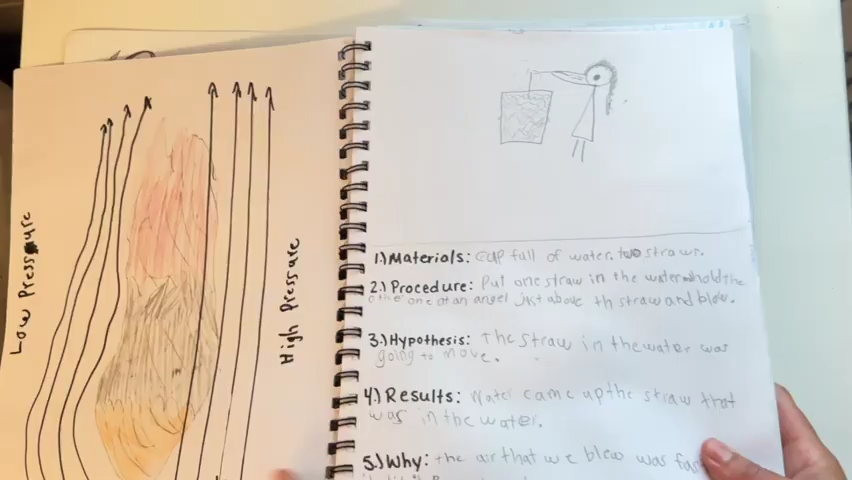 Low Pressure
High Pressure
1.) Materials: cup full of water. two straws.
2.) Procedure: Put one straw in the water hold the
other one at an angel jist above th straw and blow.
3.) Hypothesis: The straw in the water was
going to move.
4.) Results: Water came up the straw that
was in the water.
5.) Why: the air that we blew was fas